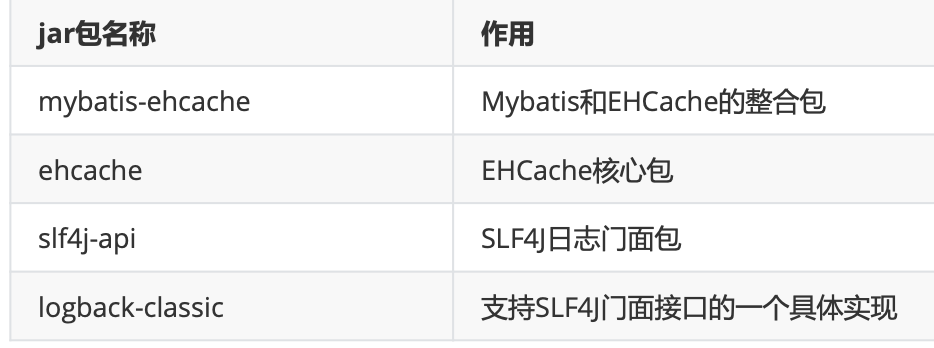 jar包名称 作用
mybatis-ehcache Mybatis和EHCache的整合包
ehcache EHCache核心包
slf4j-api SLF4J日志门面包
logback-classic 支持SLF4J门面接口的一个具体实现